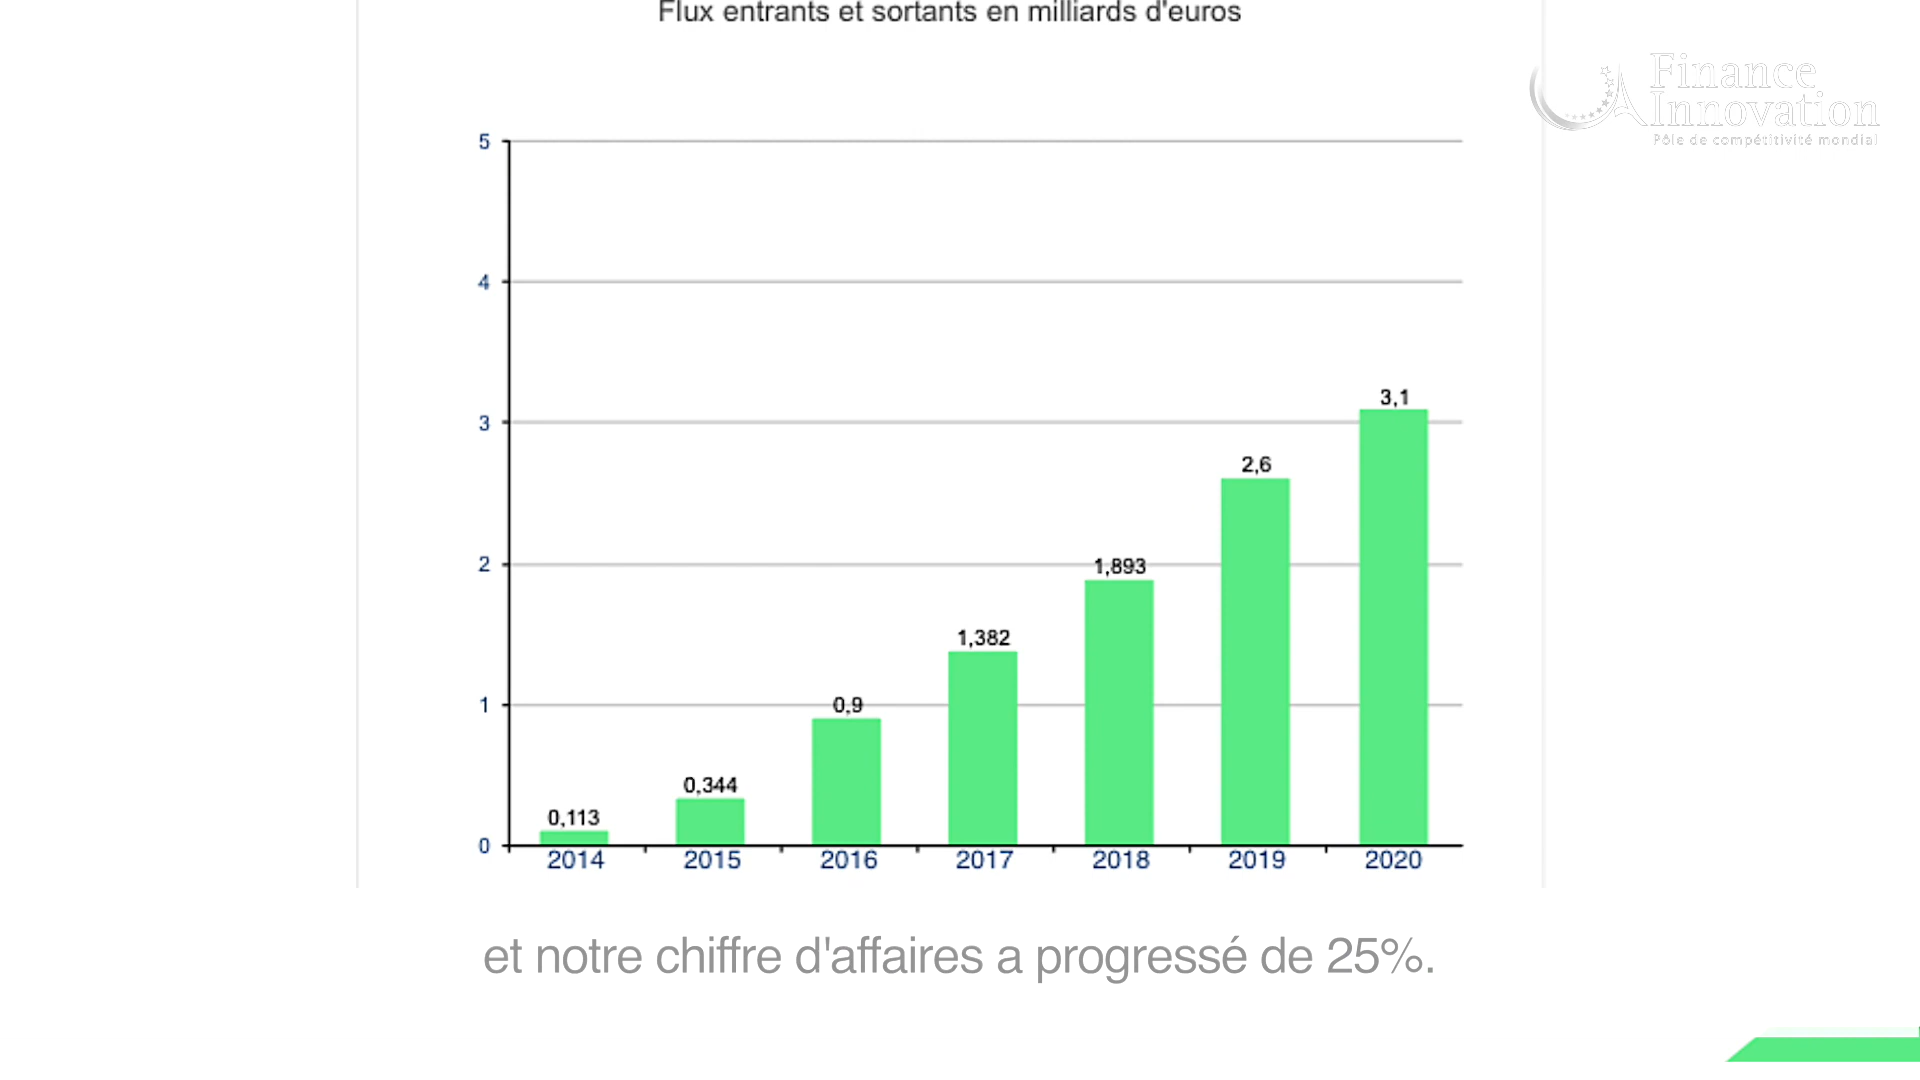 Flux entrants et sortants en milliards d'euros
Finance
Innovation
Pôle de compétitivité mondial
5
4
3
2
1
0
0,113
0,344
0,9
1,382
1,893
2,6
3,1
2014 2015 2016 2017 2018 2019 2020
et notre chiffre d'affaires a progressé de 25%.